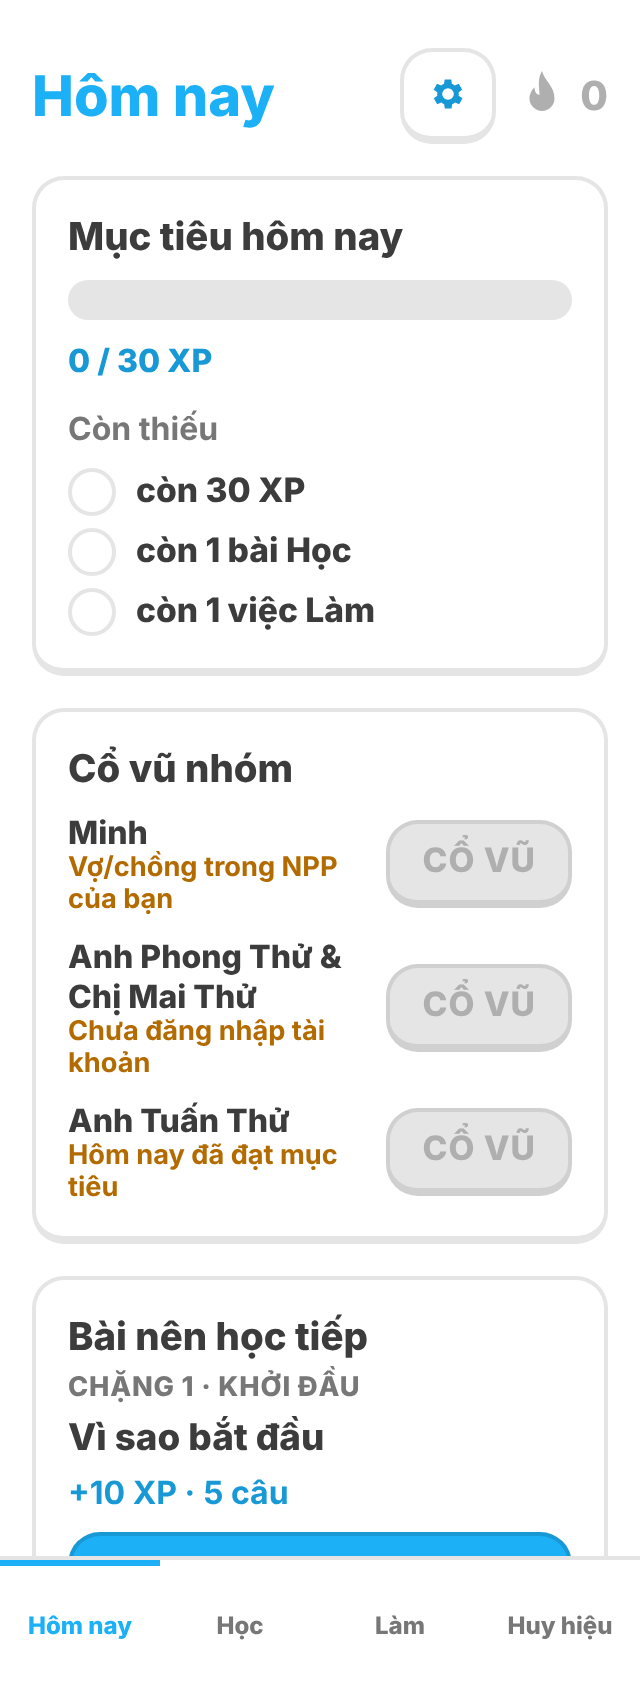 Hôm nay
0
Mục tiêu hôm nay
0 / 30 XP
Còn thiếu
còn 30 XP
còn 1 bài Học
còn 1 việc Làm
Cổ vũ nhóm
Minh
Vợ/chồng trong NPP
của bạn
CỔ VŨ
Anh Phong Thử &
Chị Mai Thử
Chưa đăng nhập tài
khoản
CỔ VŨ
Anh Tuấn Thử
Hôm nay đã đạt mục
tiêu
CỔ VŨ
Bài nên học tiếp
CHẶNG 1 · KHỞI ĐẦU
Vì sao bắt đầu
+10 XP · 5 câu
Hôm nay
Học
Làm
Huy hiệu